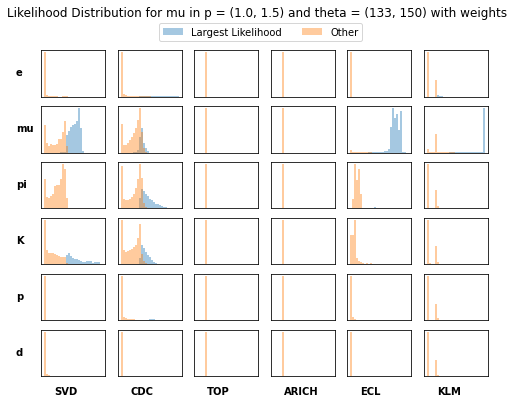 Likelihood Distribution for mu in p = (1.0, 1.5) and theta = (133, 150) with weights
Largest Likelihood Other
e
mu
pi
K
p
d
SVD CDC TOP ARICH ECL KLM